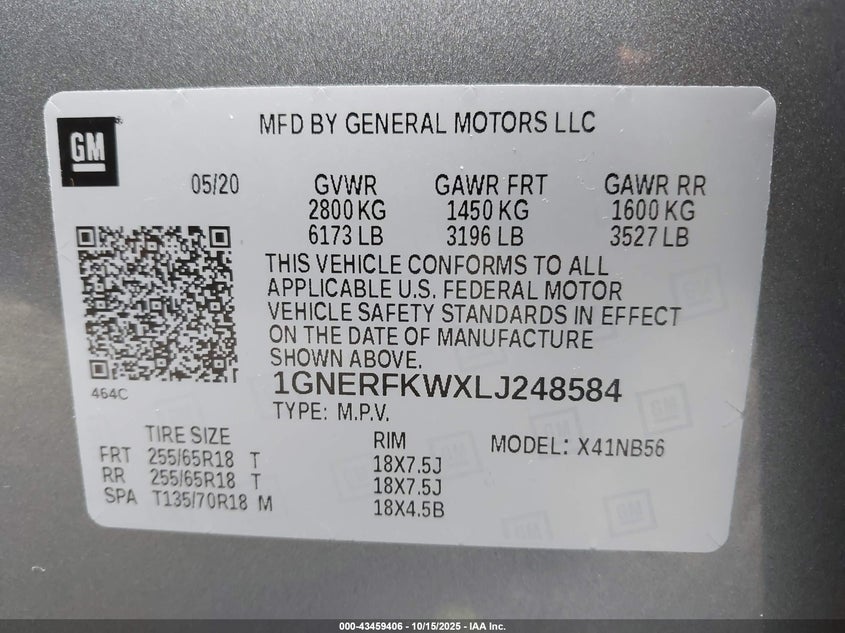 GM
MFD BY GENERAL MOTORS LLC
05/20
GVWR GAWR FRT GAWR RR
2800 KG 1450 KG 1600 KG
6173 LB 3196 LB 3527 LB
THIS VEHICLE CONFORMS TO ALL
APPLICABLE U.S. FEDERAL MOTOR
VEHICLE SAFETY STANDARDS IN EFFECT
ON THE DATE OF MANUFACTURE
SHOWN ABOVE.
464C
1GNERFKWXLJ248584
TYPE: M.P.V.
TIRE SIZE RIM MODEL: X41NB56
FRT 255/65R18 T 18X7.5J
RR 255/65R18 T 18X7.5J
SPA T135/70R18 M 18X4.5B
000-43459406 - 10/15/2025 - IAA Inc.